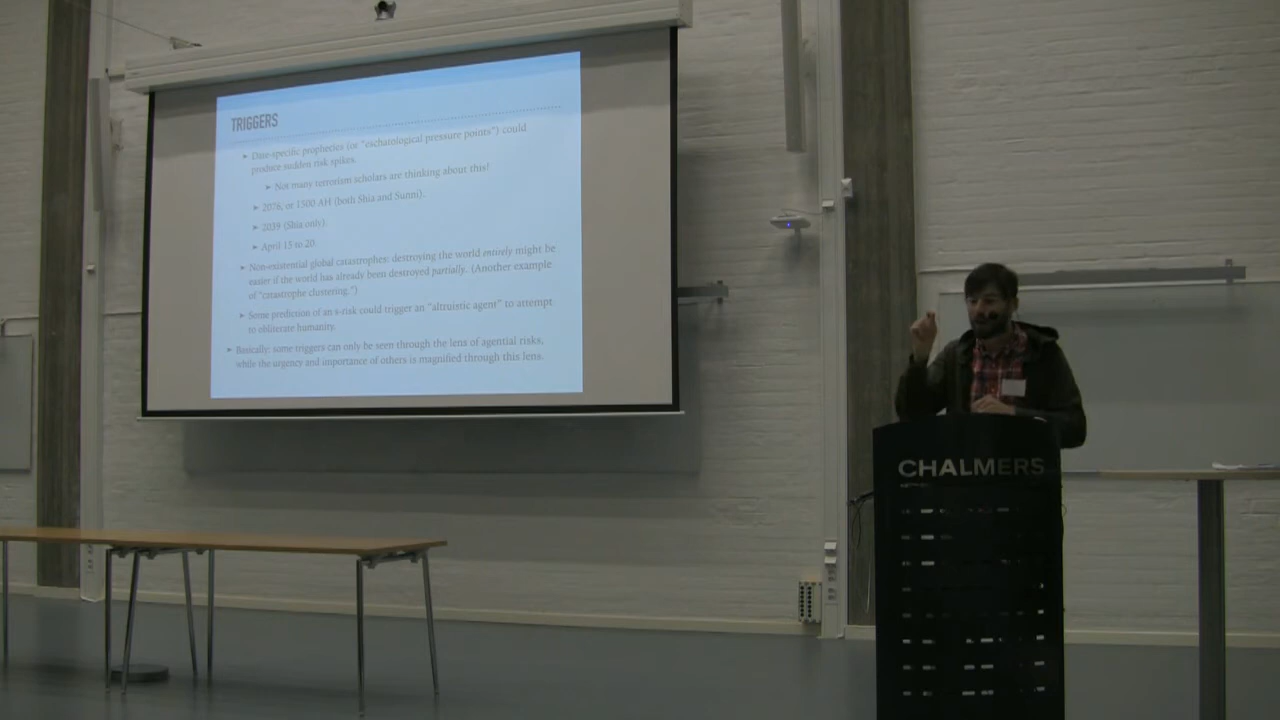 TRIGGERS
➤ Date-specific prophecies (or "eschatological pressure points") could
produce sudden risk spikes.
➤ Not many terrorism scholars are thinking about this!
➤ 2076, or 1500 AH (both Shia and Sunni).
➤ 2039 (Shia only)
➤ April 15 to 20.
➤ Non-existential global catastrophes: destroying the world entirely might be
easier if the world has already been destroyed partially. (Another example
of "catastrophe clustering.")
➤ Some prediction of an s-risk could trigger an "altruistic agent" to attempt
to obliterate humanity.
➤ Basically: some triggers can only be seen through the lens of agential risks,
while the urgency and importance of others is magnified through this lens.
CHALMERS